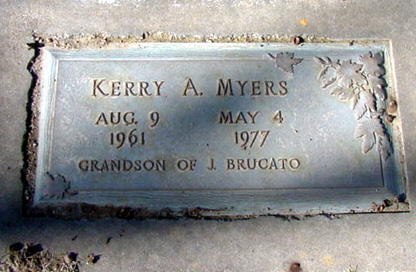 KERRY A. MYERS
AUG. 9 MAY 4
1961 1977
GRANDSON OF J. BRUCATO